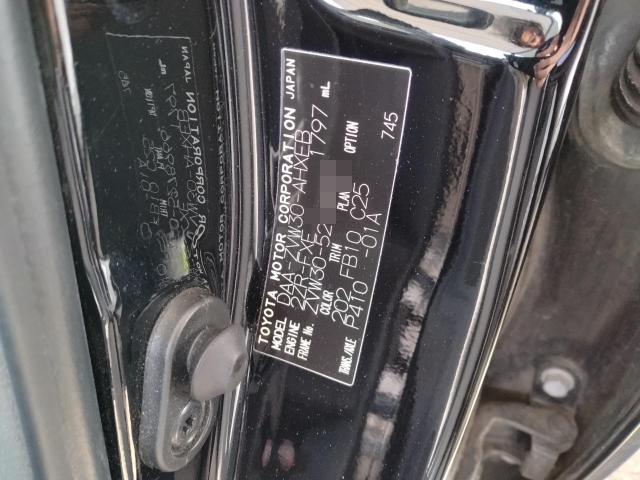 TOYOTA MOTOR CORPORATION JAPAN
MODEL DAA-ZVW30-AHXEB
ENGINE 2ZR-FXE 1797 mL
FRAME No. ZVW30-52
COLOR TRIM PLAN OPTION
202 FB10 C25 745
TRANS./AXLE P410 -01A